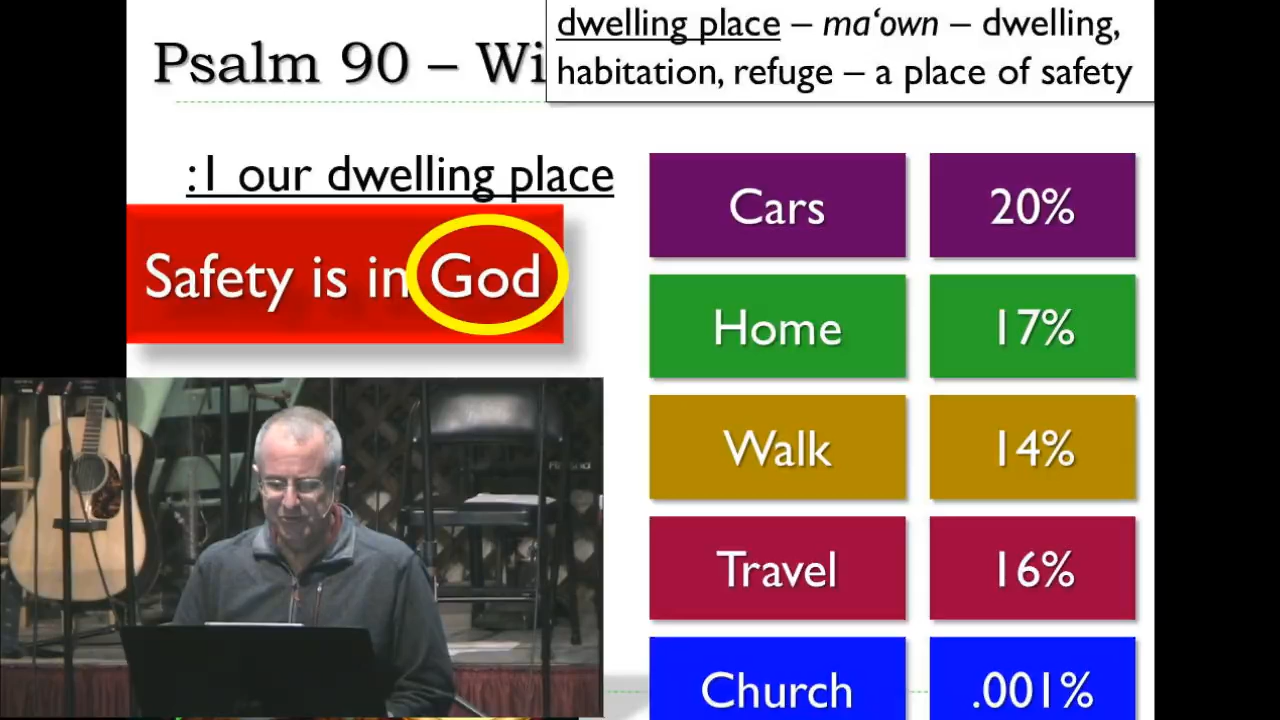 Psalm 90 – Wi
dwelling place – ma‘own – dwelling,
habitation, refuge – a place of safety
:1 our dwelling place
Safety is in God
Cars 20%
Home 17%
Walk 14%
Travel 16%
Church .001%